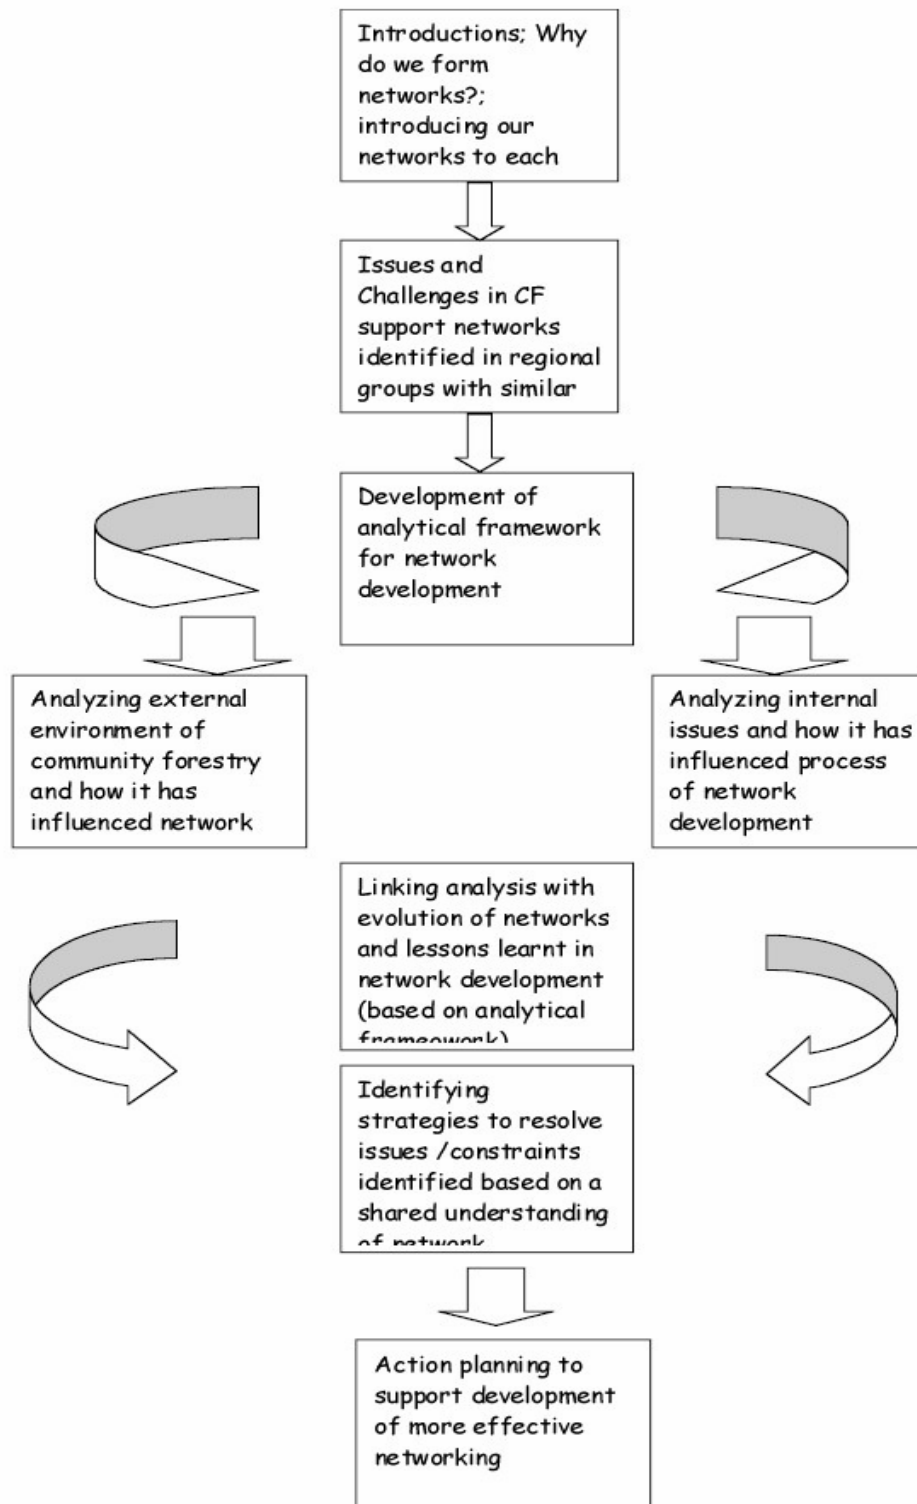 Introductions; Why
do we form
networks?;
introducing our
networks to each
Issues and
Challenges in CF
support networks
identified in regional
groups with similar
Development of
analytical framework
for network
development
Analyzing external
environment of
community forestry
and how it has
influenced network
Analyzing internal
issues and how it has
influenced process
of network
development
Linking analysis with
evolution of networks
and lessons learnt in
network development
(based on analytical
frameowork)
Identifying
strategies to resolve
issues /constraints
identified based on a
shared understanding
of network
Action planning to
support development
of more effective
networking